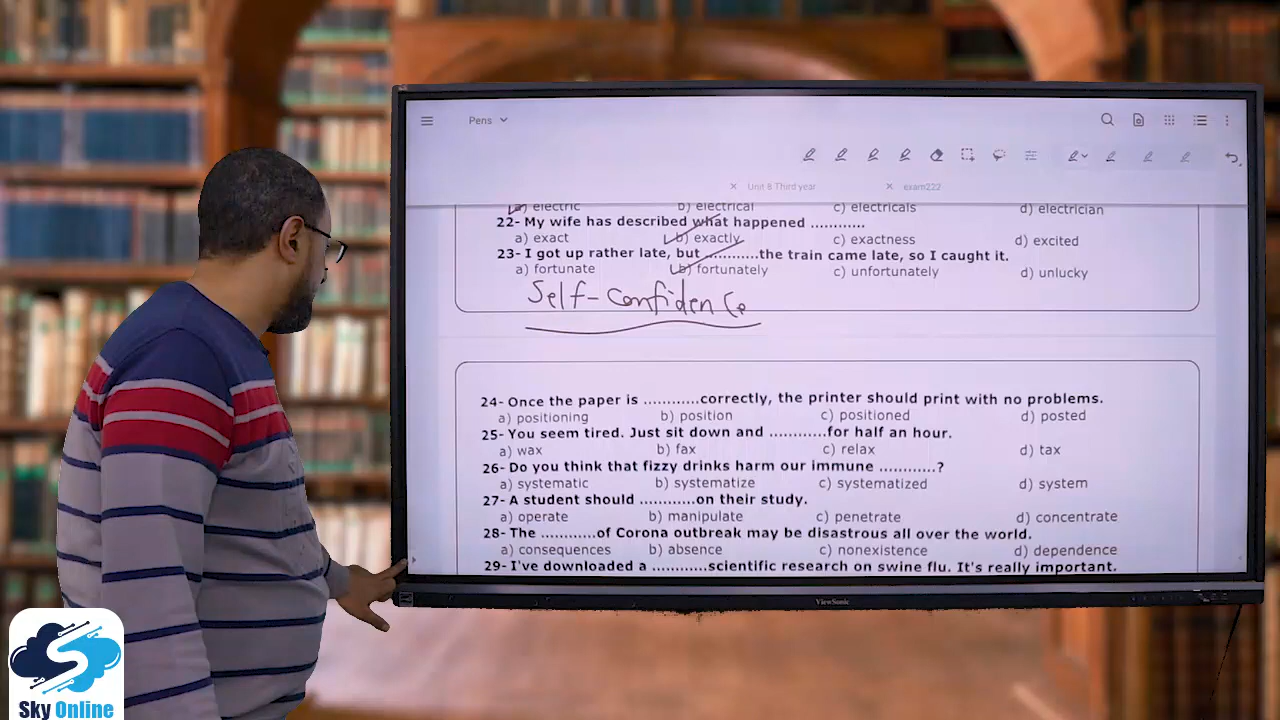 Pens
Unit 8 Third year
exam222
a) electric b) electrical c) electricals d) electrician
22- My wife has described what happened ............
a) exact b) exactly c) exactness d) excited
23- I got up rather late, but ............the train came late, so I caught it.
a) fortunate b) fortunately c) unfortunately d) unlucky
Self-confidence
24- Once the paper is ............correctly, the printer should print with no problems.
a) positioning b) position c) positioned d) posted
25- You seem tired. Just sit down and ............for half an hour.
a) wax b) fax c) relax d) tax
26- Do you think that fizzy drinks harm our immune ............?
a) systematic b) systematize c) systematized d) system
27- A student should ............on their study.
a) operate b) manipulate c) penetrate d) concentrate
28- The ............of Corona outbreak may be disastrous all over the world.
a) consequences b) absence c) nonexistence d) dependence
29- I've downloaded a ............scientific research on swine flu. It's really important.
ViewSonic
Sky Online